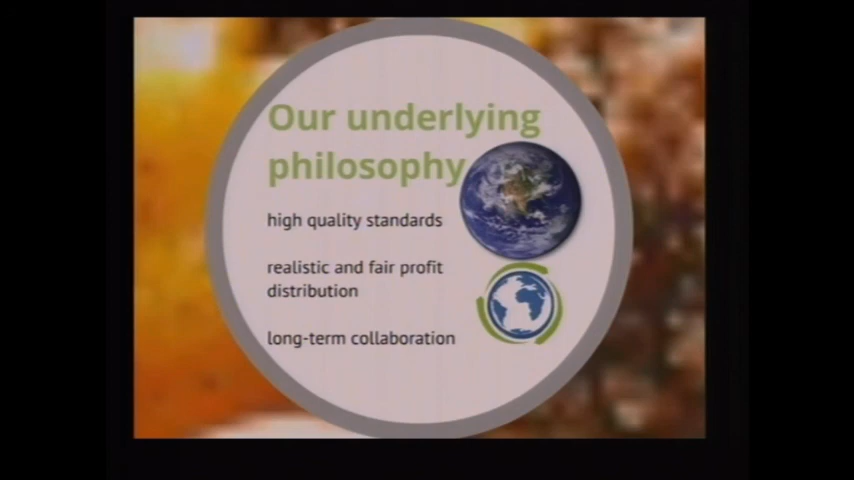 Our underlying
philosophy
high quality standards
realistic and fair profit
distribution
long-term collaboration